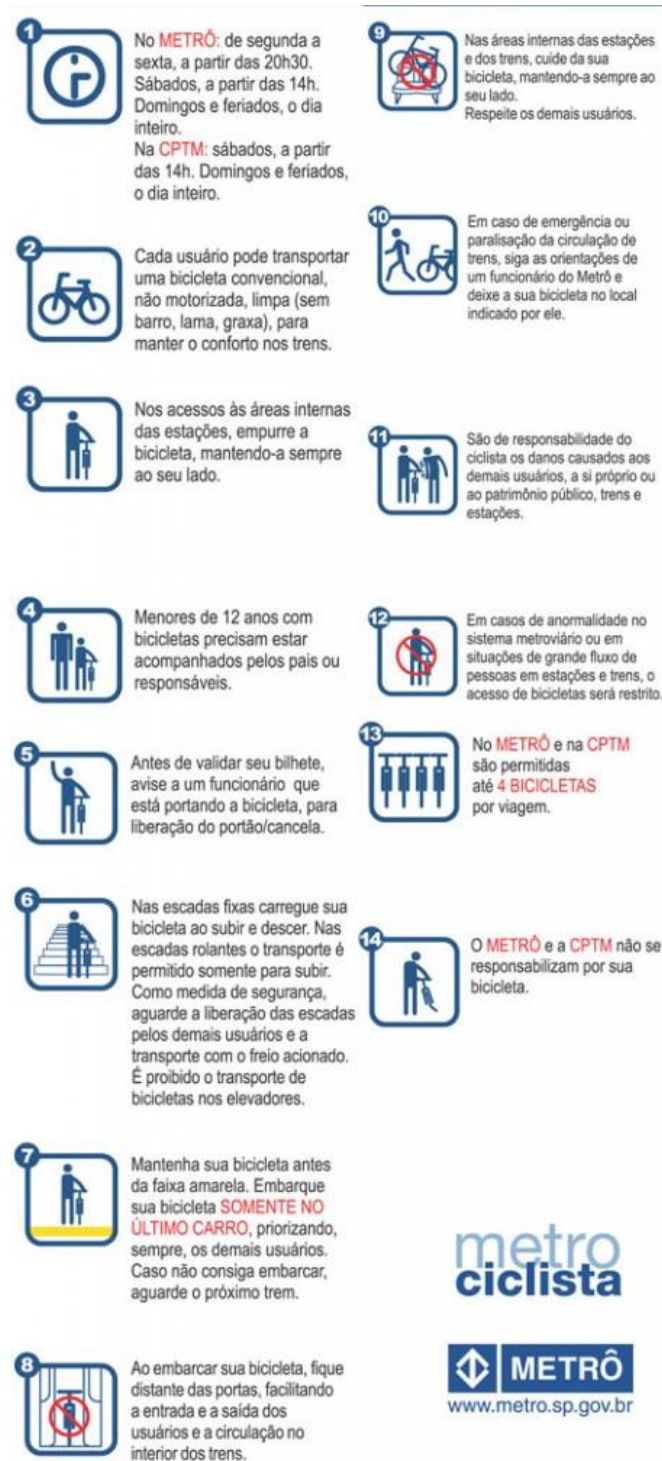 1
No METRÔ: de segunda a
sexta, a partir das 20h30.
Sábados, a partir das 14h.
Domingos e feriados, o dia
inteiro.
Na CPTM: sábados, a partir
das 14h. Domingos e feriados,
o dia inteiro.
2
Cada usuário pode transportar
uma bicicleta convencional,
não motorizada, limpa (sem
barro, lama, graxa), para
manter o conforto nos trens.
3
Nos acessos às áreas internas
das estações, empurre a
bicicleta, mantendo-a sempre
ao seu lado.
4
Menores de 12 anos com
bicicletas precisam estar
acompanhados pelos pais ou
responsáveis.
5
Antes de validar seu bilhete,
avise a um funcionário que
está portando a bicicleta, para
liberação do portão/cancela.
6
Nas escadas fixas carregue sua
bicicleta ao subir e descer. Nas
escadas rolantes o transporte é
permitido somente para subir.
Como medida de segurança,
aguarde a liberação das escadas
pelos demais usuários e a
transporte com o freio acionado.
É proibido o transporte de
bicicletas nos elevadores.
7
Mantenha sua bicicleta antes
da faixa amarela. Embarque
sua bicicleta SOMENTE NO
ÚLTIMO CARRO, priorizando,
sempre, os demais usuários.
Caso não consiga embarcar,
aguarde o próximo trem.
8
Ao embarcar sua bicicleta, fique
distante das portas, facilitando
a entrada e a saída dos
usuários e a circulação no
interior dos trens.
9
Nas áreas internas das estações
e dos trens, cuide da sua
bicicleta, mantendo-a sempre ao
seu lado.
Respeite os demais usuários.
10
Em caso de emergência ou
paralisação da circulação de
trens, siga as orientações de
um funcionário do Metrô e
deixe a sua bicicleta no local
indicado por ele.
11
São de responsabilidade do
ciclista os danos causados aos
demais usuários, a si próprio ou
ao patrimônio público, trens e
estações.
12
Em casos de anormalidade no
sistema metroviário ou em
situações de grande fluxo de
pessoas em estações e trens, o
acesso de bicicletas será restrito.
13
No METRÔ e na CPTM
são permitidas
até 4 BICICLETAS
por viagem.
14
O METRÔ e a CPTM não se
responsabilizam por sua
bicicleta.
metro
ciclista
METRÔ
www.metro.sp.gov.br